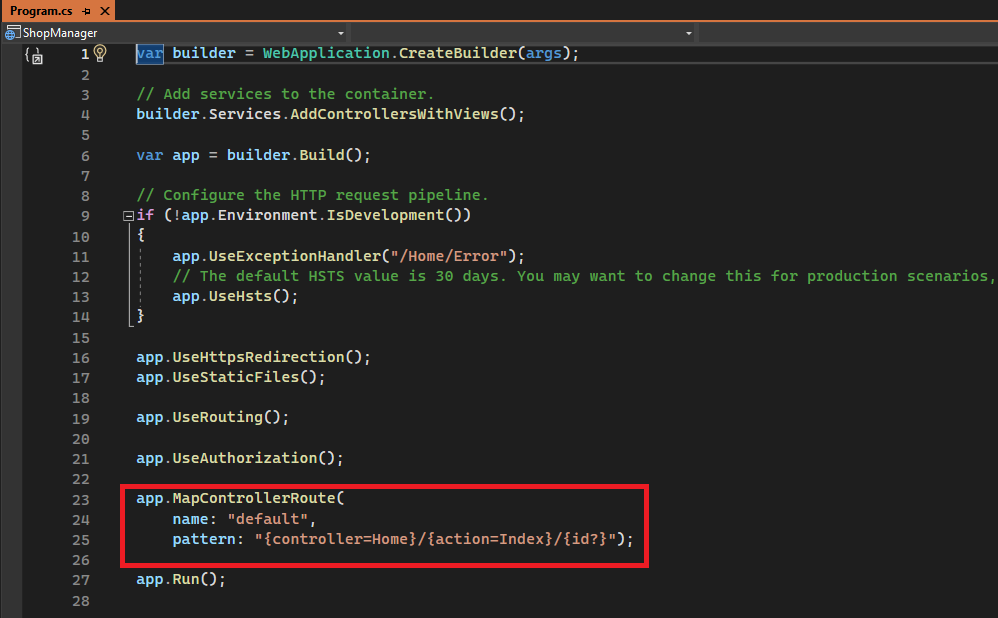 Program.cs
ShopManager
1 var builder = WebApplication.CreateBuilder(args);
2
3 // Add services to the container.
4 builder.Services.AddControllersWithViews();
5
6 var app = builder.Build();
7
8 // Configure the HTTP request pipeline.
9 if (!app.Environment.IsDevelopment())
10 {
11 app.UseExceptionHandler("/Home/Error");
12 // The default HSTS value is 30 days. You may want to change this for production scenarios,
13 app.UseHsts();
14 }
15
16 app.UseHttpsRedirection();
17 app.UseStaticFiles();
18
19 app.UseRouting();
20
21 app.UseAuthorization();
22
23 app.MapControllerRoute(
24 name: "default",
25 pattern: "{controller=Home}/{action=Index}/{id?}");
26
27 app.Run();
28